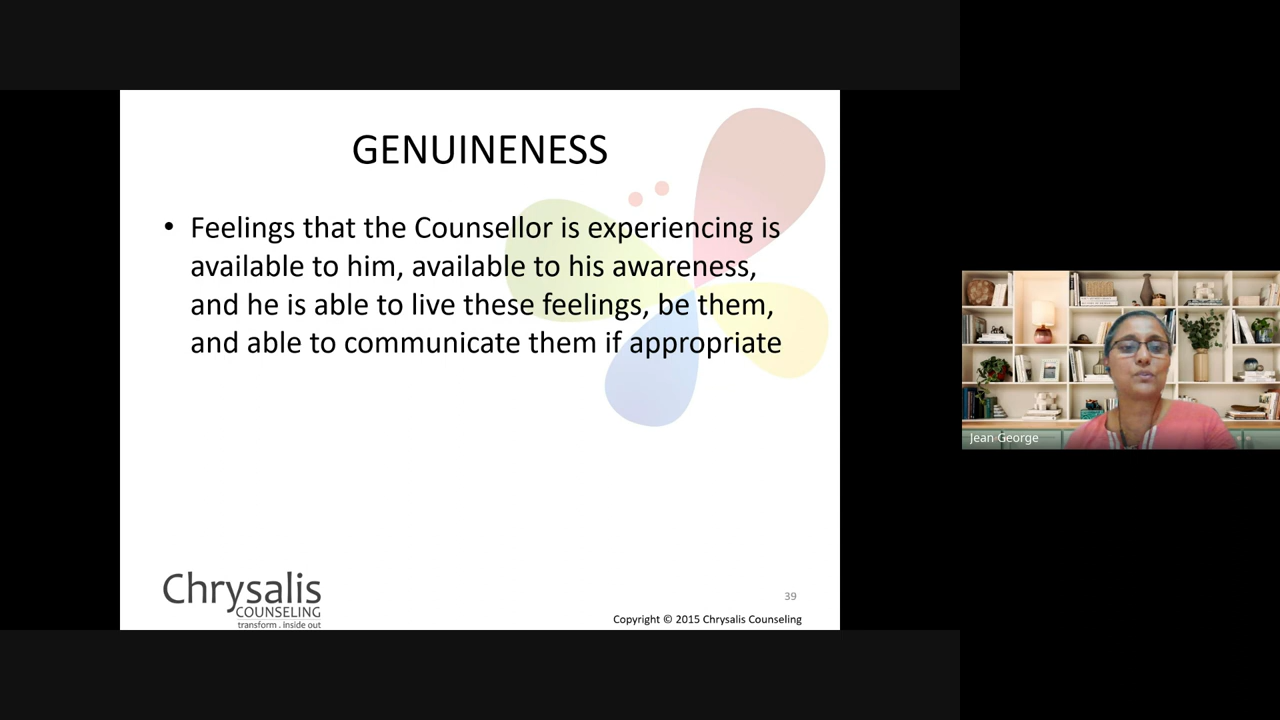 GENUINENESS
• Feelings that the Counsellor is experiencing is
available to him, available to his awareness,
and he is able to live these feelings, be them,
and able to communicate them if appropriate
Jean George
Chrysalis
COUNSELING
transform . inside out
39
Copyright © 2015 Chrysalis Counseling